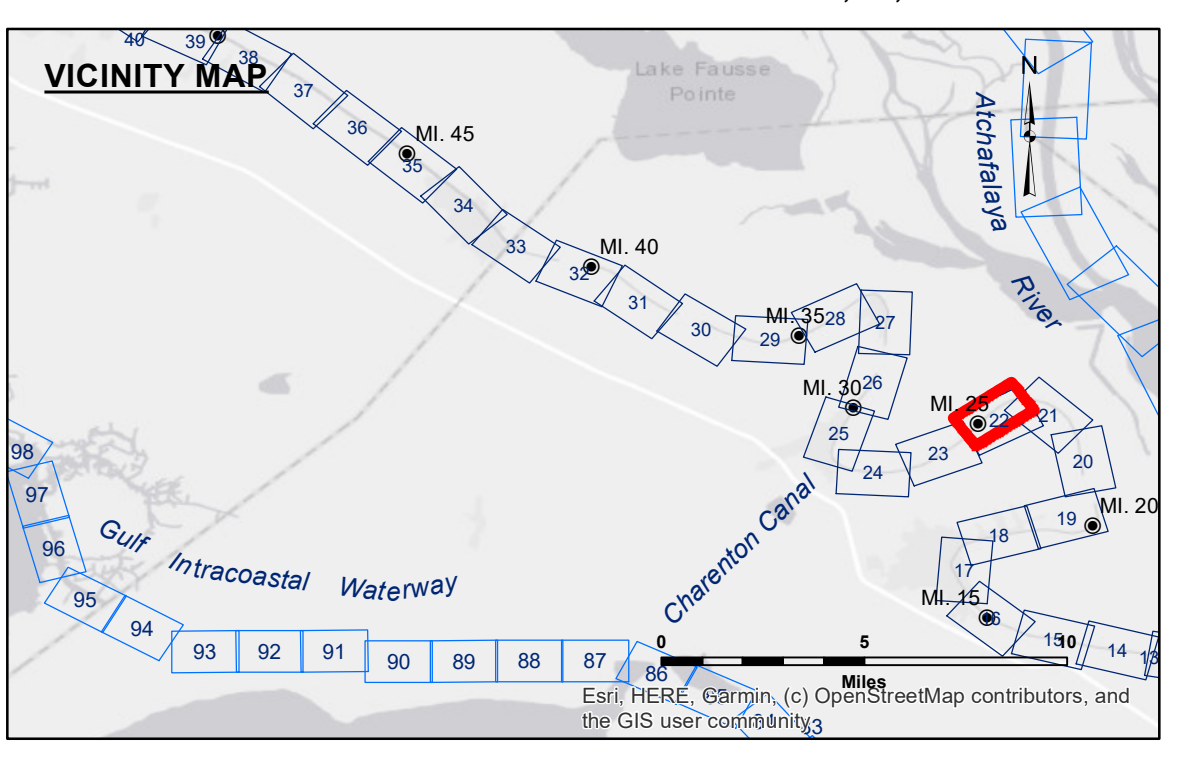 40
39
38
VICINITY MAP
37
36
MI. 45
35
34
33
MI. 40
32
31
30
MI. 35
29
28
27
26
MI. 30
25
24
23
MI. 25
22
21
20
MI. 20
19
18
17
MI. 15
16
15
14
13
Lake Fausse
Pointe
N
Atchafalaya
River
Charenton Canal
98
97
96
95
94
93
92
91
90
89
88
87
86
Gulf Intracoastal Waterway
0 5 10
Miles
Esri, HERE, Garmin, (c) OpenStreetMap contributors, and
the GIS user community